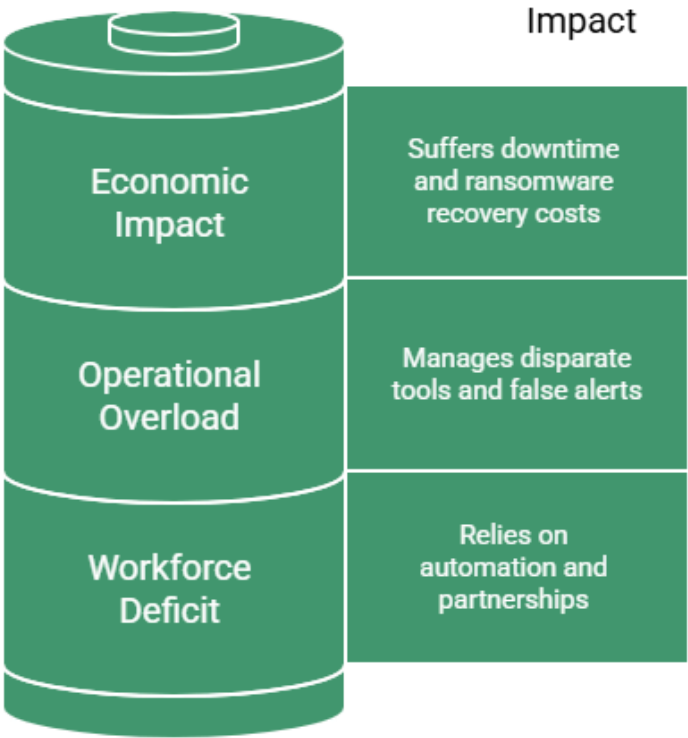 Impact
Economic
Impact
Suffers downtime
and ransomware
recovery costs
Operational
Overload
Manages disparate
tools and false alerts
Workforce
Deficit
Relies on
automation and
partnerships